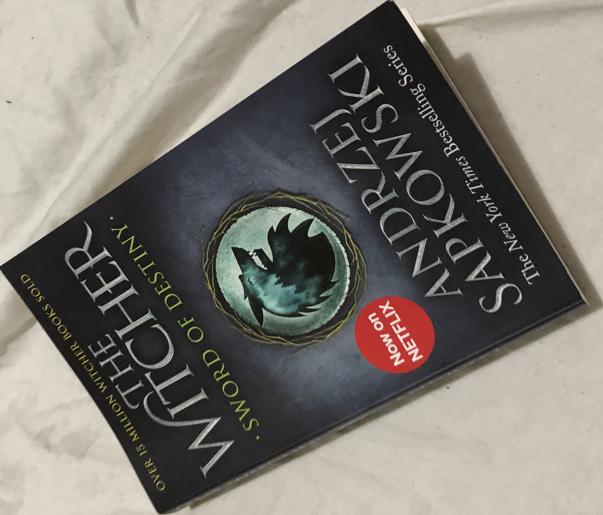 The New York Times Bestselling Series
ANDRZEJ
SAPKOWSKI
Now on
NETFLIX
• SWORD OF DESTINY •
THE
WITCHER
OVER 15 MILLION WITCHER BOOKS SOLD